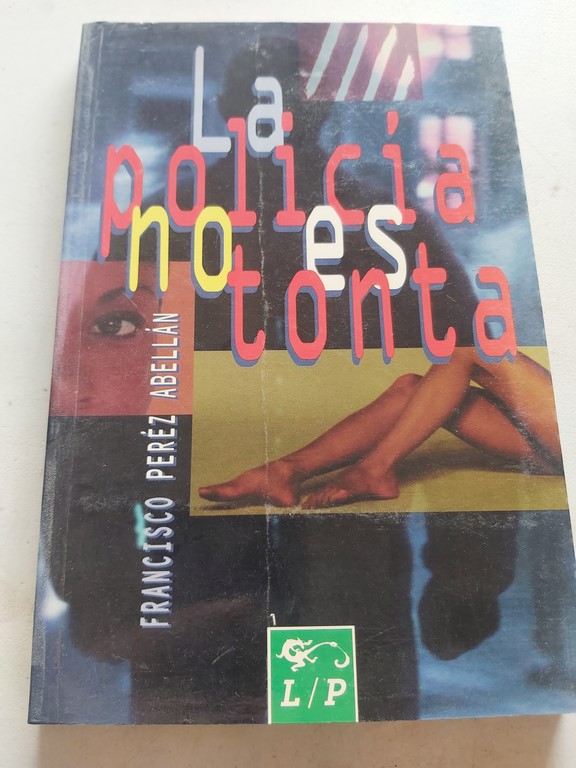 La
policía
no es
tonta
FRANCISCO PERÉZ ABELLÁN
L/P